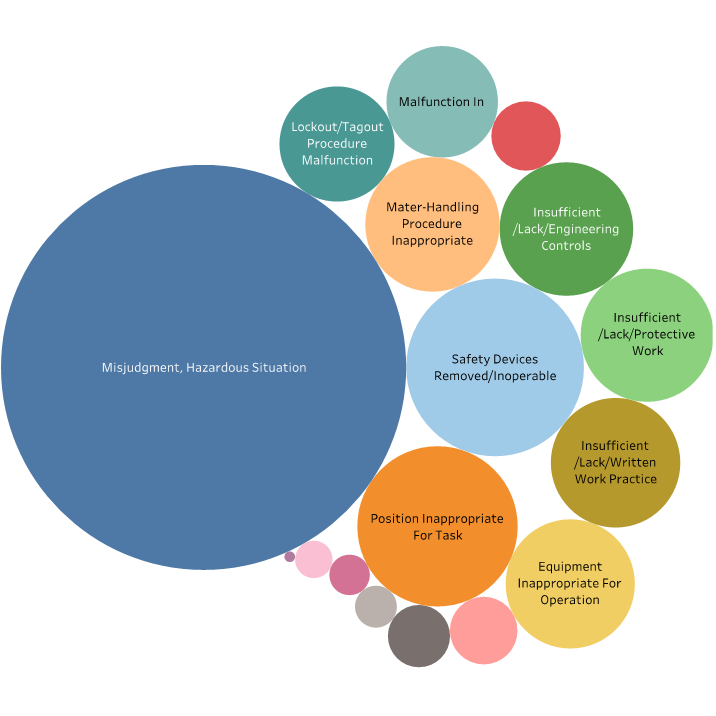 Malfunction In
Lockout/Tagout
Procedure
Malfunction
Mater-Handling
Procedure
Inappropriate
Insufficient
/Lack/Engineering
Controls
Insufficient
/Lack/Protective
Work
Misjudgment, Hazardous Situation
Safety Devices
Removed/Inoperable
Insufficient
/Lack/Written
Work Practice
Position Inappropriate
For Task
Equipment
Inappropriate For
Operation